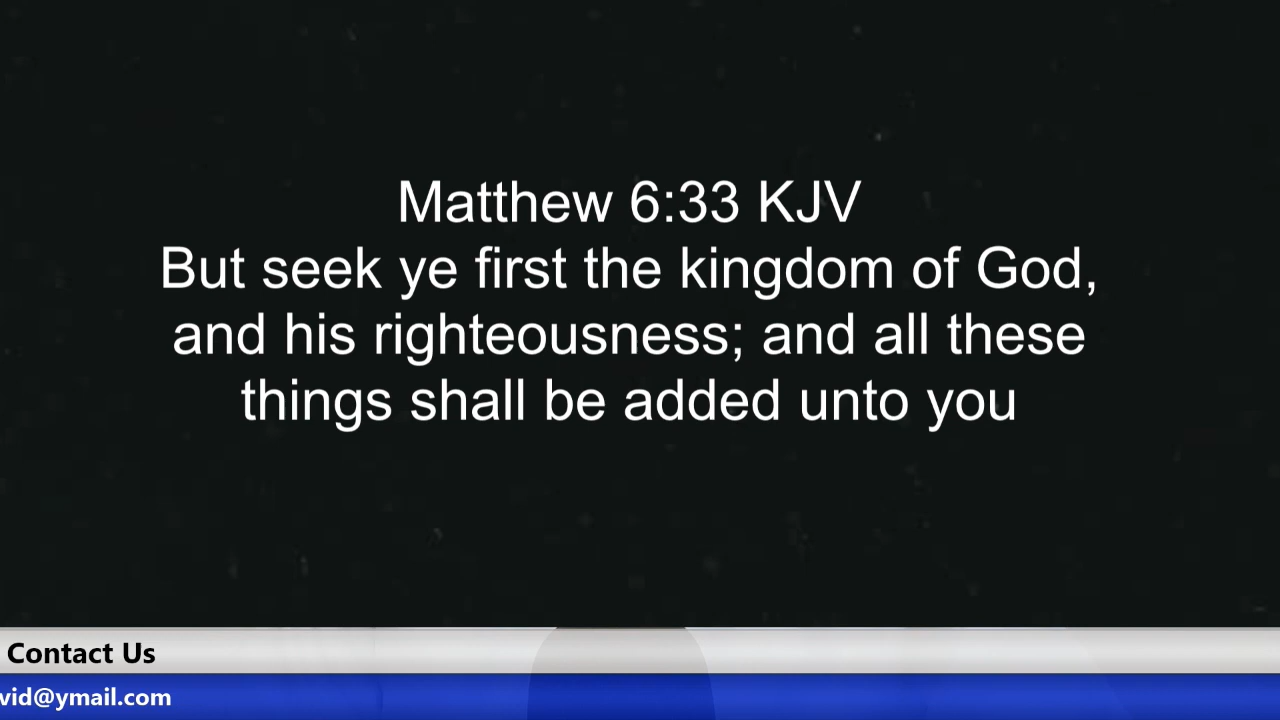 Matthew 6:33 KJV
But seek ye first the kingdom of God,
and his righteousness; and all these
things shall be added unto you
Contact Us
vid@ymail.com